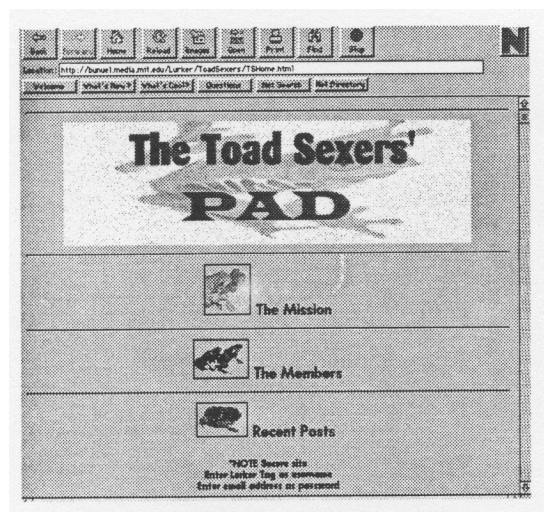 Back Forward Home Reload Images Open Print Find Stop
N
Location: http://bunuel.media.mit.edu/Lurker/ToadSexers/TSHome.html
Welcome What's New? What's Cool? Questions Net Search Net Directory
The Toad Sexers'
PAD
The Mission
The Members
Recent Posts
*NOTE Secure site
Enter Lurker Tag as username
Enter email address as password